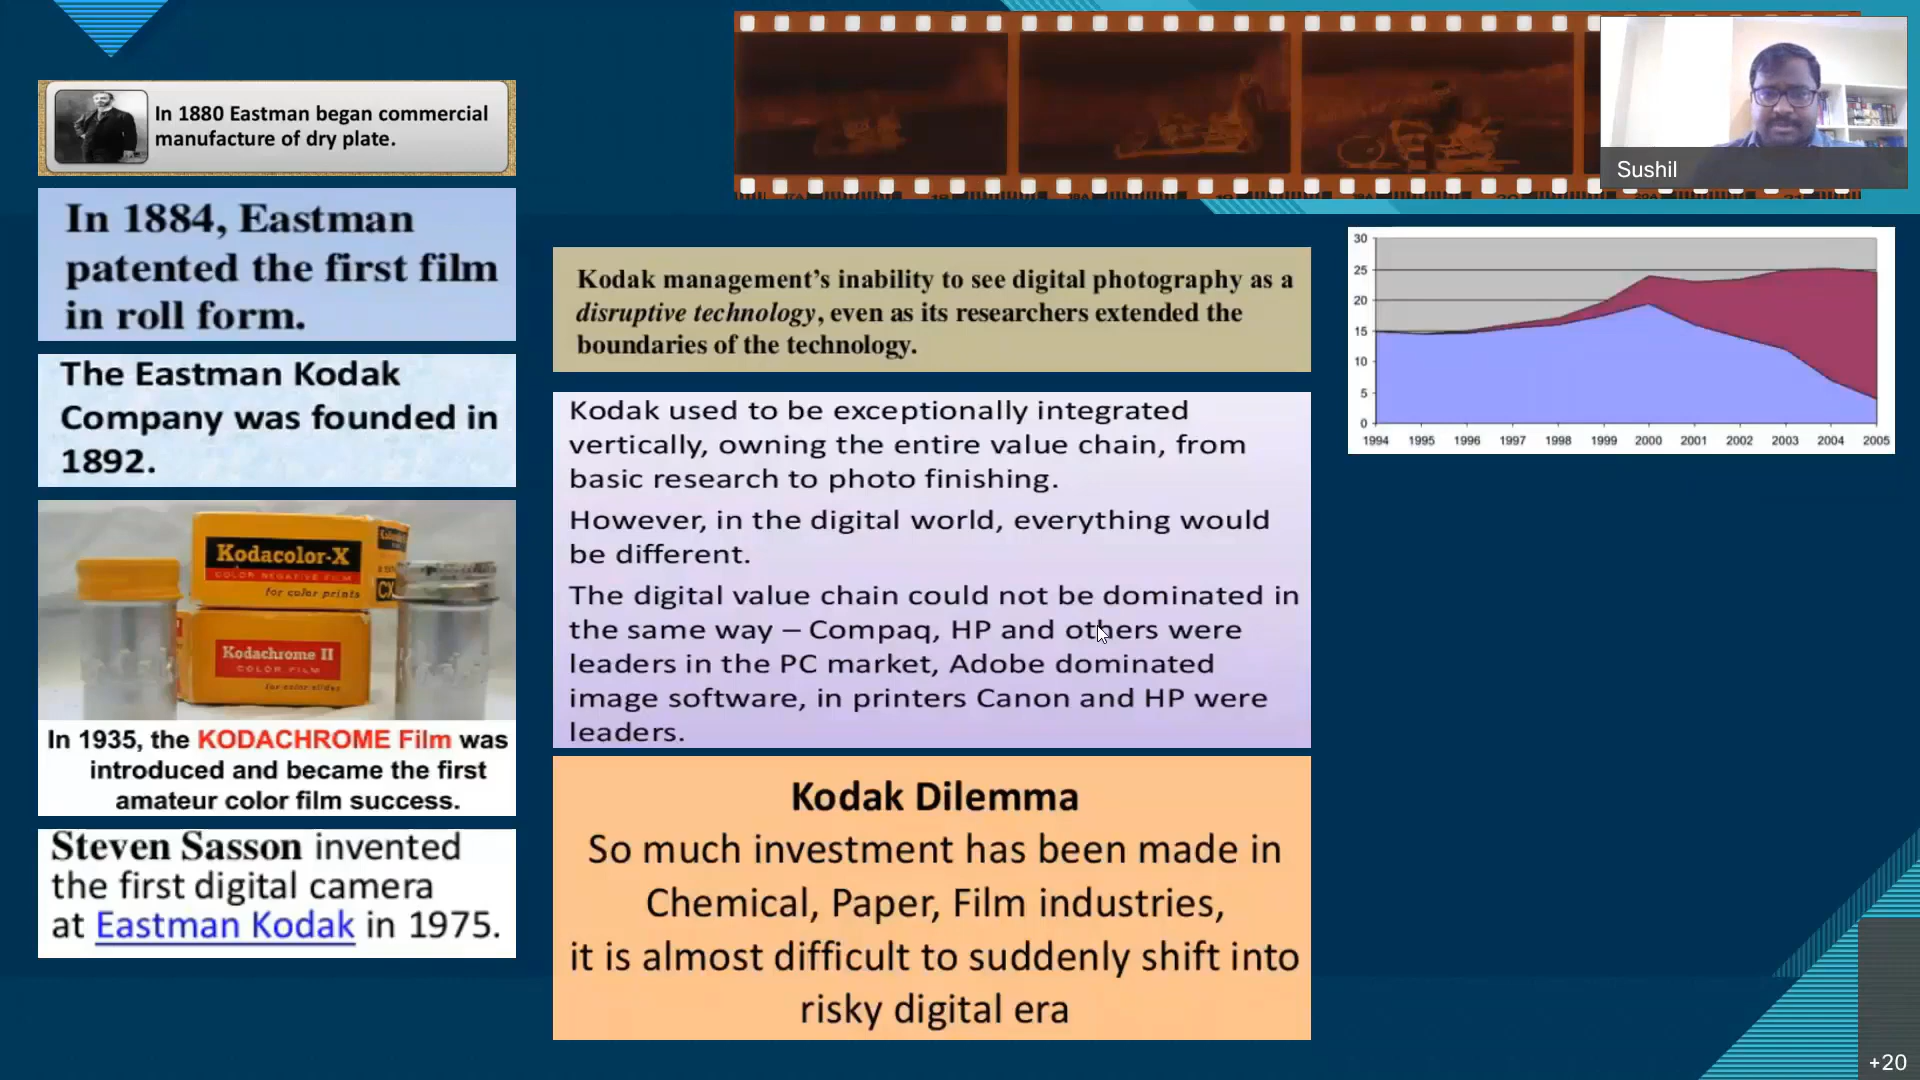 In 1880 Eastman began commercial
manufacture of dry plate.
In 1884, Eastman
patented the first film
in roll form.
The Eastman Kodak
Company was founded in
1892.
Kodacolor-X
COLOR NEGATIVE FILM
for color prints
CX
Kodachrome II
COLOR FILM
for color slides
In 1935, the KODACHROME Film was
introduced and became the first
amateur color film success.
Steven Sasson invented
the first digital camera
at Eastman Kodak in 1975.
Kodak management’s inability to see digital photography as a
disruptive technology, even as its researchers extended the
boundaries of the technology.
Kodak used to be exceptionally integrated
vertically, owning the entire value chain, from
basic research to photo finishing.
However, in the digital world, everything would
be different.
The digital value chain could not be dominated in
the same way – Compaq, HP and others were
leaders in the PC market, Adobe dominated
image software, in printers Canon and HP were
leaders.
Kodak Dilemma
So much investment has been made in
Chemical, Paper, Film industries,
it is almost difficult to suddenly shift into
risky digital era
Sushil
30
25
20
15
10
5
0
1994 1995 1996 1997 1998 1999 2000 2001 2002 2003 2004 2005
+20